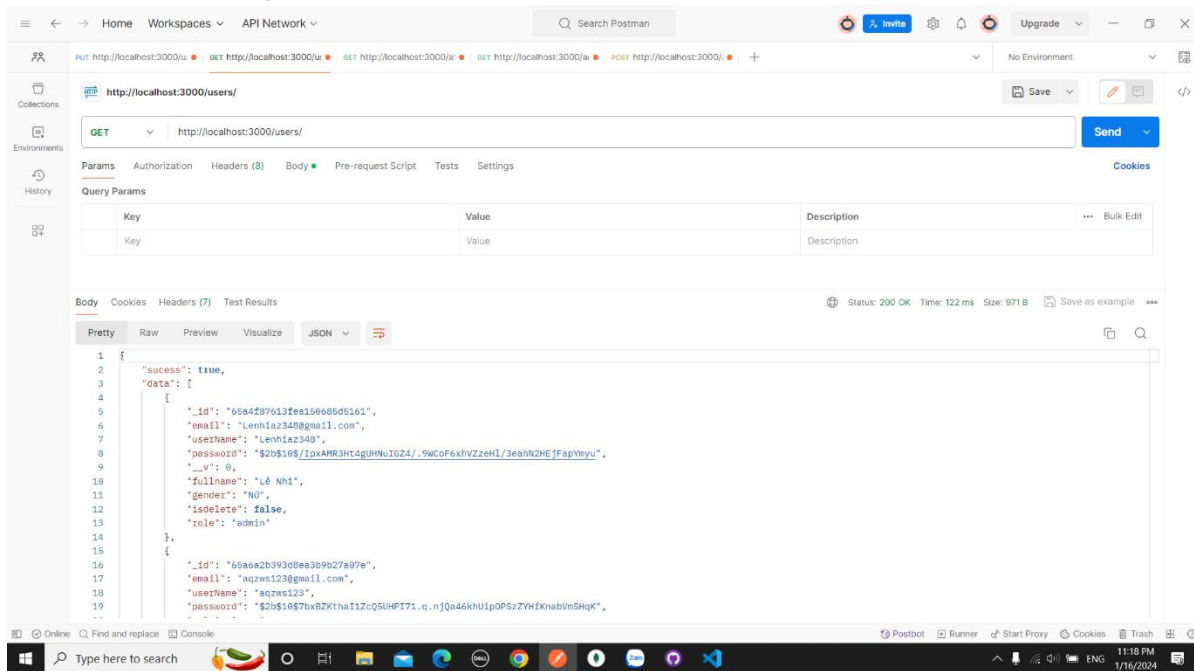 Home Workspaces API Network Search Postman Invite Upgrade
PUT http://localhost:3000/u GET http://localhost:3000/us GET http://localhost:3000/a GET http://localhost:3000/a POST http://localhost:3000/ + No Environment
HTTP http://localhost:3000/users/ Save
Collections
GET http://localhost:3000/users/ Send
Environments
Params Authorization Headers (8) Body Pre-request Script Tests Settings Cookies
History
Query Params
Key Value Description Bulk Edit
Key Value Description
Body Cookies Headers (7) Test Results Status: 200 OK Time: 122 ms Size: 971 B Save as example
Pretty Raw Preview Visualize JSON
1 {
2 "sucess": true,
3 "data": [
4 {
5 "_id": "65a4f87613fea150685d5161",
6 "email": "Lenhiaz348@gmail.com",
7 "userName": "Lenhiaz348",
8 "password": "$2b$10$/IpxAMR3Ht4gUHNuIGZ4/.9WCoF6xhVZzeHl/3eahN2HEjFapYmyu",
9 "__v": 0,
10 "fullname": "Lê Nhi",
11 "gender": "Nữ",
12 "isdelete": false,
13 "role": "admin"
14 },
15 {
16 "_id": "65a6a2b393d8ea3b9b27a07e",
17 "email": "aqzws123@gmail.com",
18 "userName": "aqzws123",
19 "password": "$2b$10$7bxBZKthaI1ZcQ5UHPI71.q.njQa46khUipOPSzZYHfKnabVmSHqK",
Online Find and replace Console Postbot Runner Start Proxy Cookies Trash
Type here to search DELL Zalo ENG 11:18 PM
1/16/2024